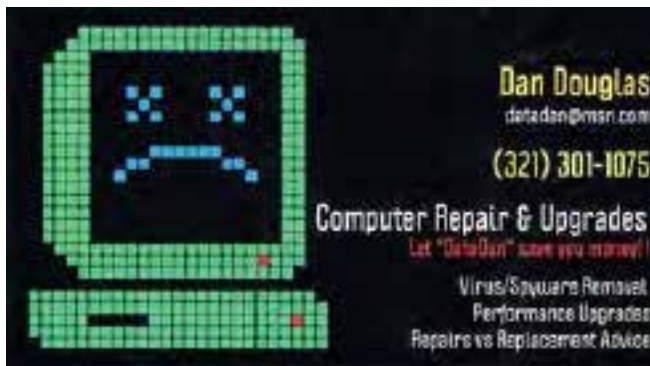 Dan Douglas
datadan@msn.com
(321) 301-1075
Computer Repair & Upgrades
Let "DataDan" save you money!
Virus/Spyware Removal
Performance Upgrades
Repairs vs Replacement Advice